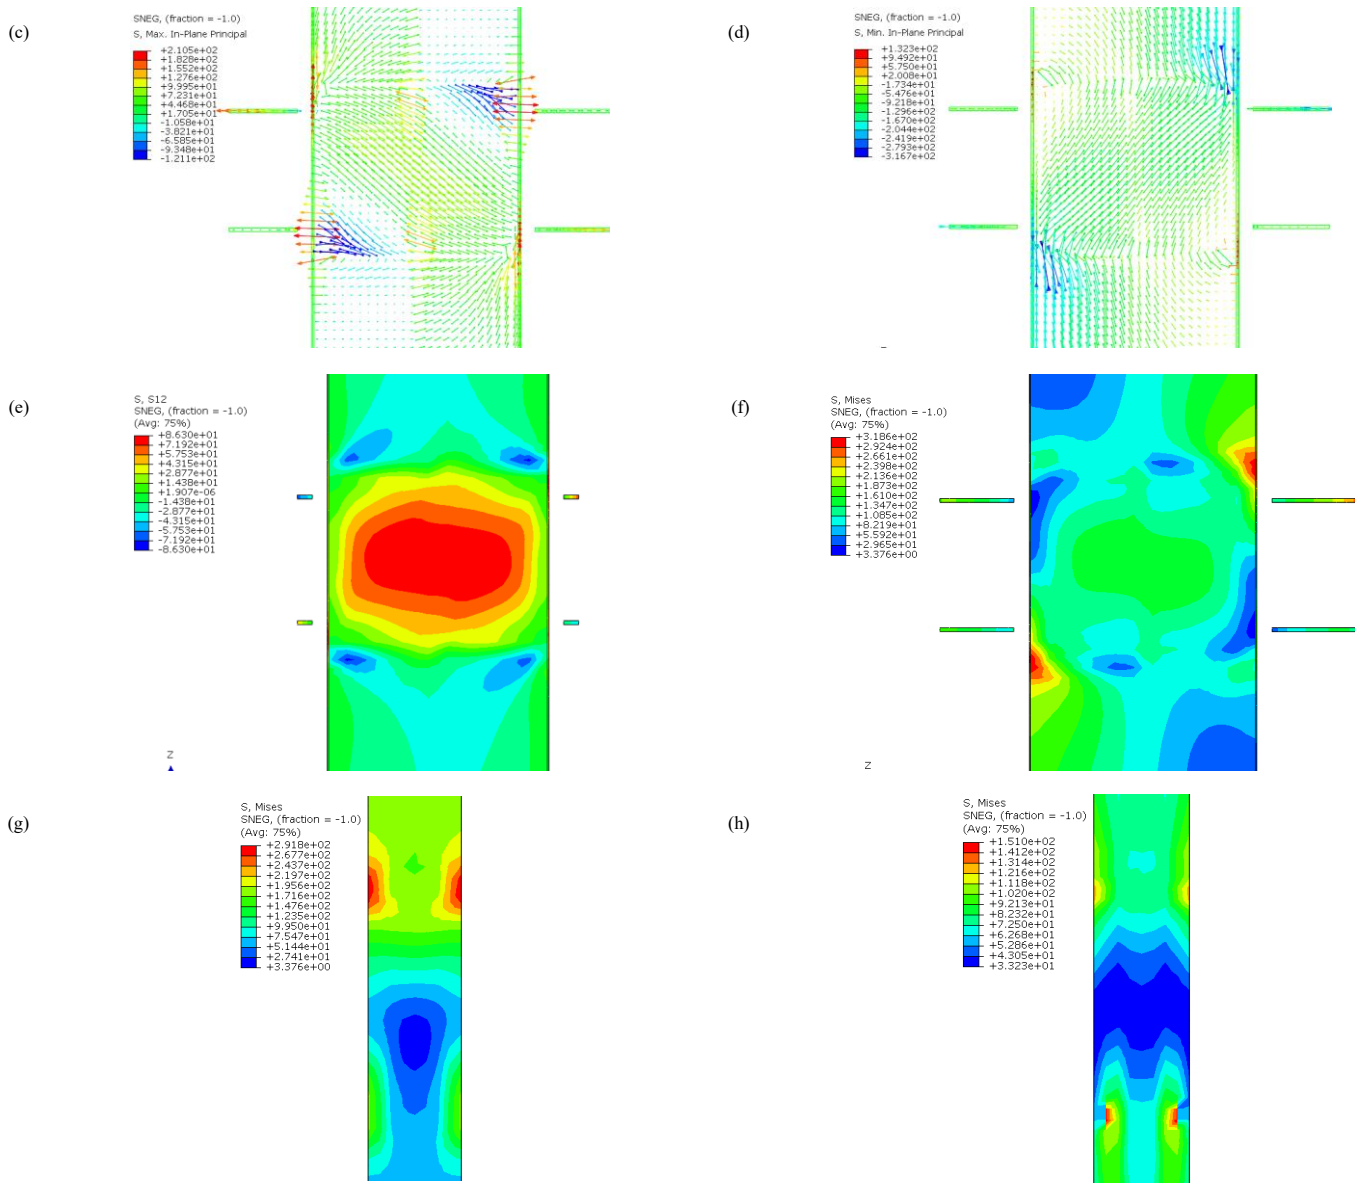 (c)
SNEG, (fraction = -1.0)
S, Max. In-Plane Principal
+2.105e+02
+1.828e+02
+1.552e+02
+1.276e+02
+9.995e+01
+7.231e+01
+4.468e+01
+1.705e+01
-1.058e+01
-3.821e+01
-6.585e+01
-9.348e+01
-1.211e+02
(d)
SNEG, (fraction = -1.0)
S, Min. In-Plane Principal
+1.323e+02
+9.492e+01
+5.750e+01
+2.008e+01
-1.734e+01
-5.476e+01
-9.218e+01
-1.296e+02
-1.670e+02
-2.044e+02
-2.419e+02
-2.793e+02
-3.167e+02
(e)
S, S12
SNEG, (fraction = -1.0)
(Avg: 75%)
+8.630e+01
+7.192e+01
+5.753e+01
+4.315e+01
+2.877e+01
+1.438e+01
+1.907e-06
-1.438e+01
-2.877e+01
-4.315e+01
-5.753e+01
-7.192e+01
-8.630e+01
Z
(f)
S, Mises
SNEG, (fraction = -1.0)
(Avg: 75%)
+3.186e+02
+2.924e+02
+2.661e+02
+2.398e+02
+2.136e+02
+1.873e+02
+1.610e+02
+1.347e+02
+1.085e+02
+8.219e+01
+5.592e+01
+2.965e+01
+3.376e+00
Z
(g)
S, Mises
SNEG, (fraction = -1.0)
(Avg: 75%)
+2.918e+02
+2.677e+02
+2.437e+02
+2.197e+02
+1.956e+02
+1.716e+02
+1.476e+02
+1.235e+02
+9.950e+01
+7.547e+01
+5.144e+01
+2.741e+01
+3.376e+00
(h)
S, Mises
SNEG, (fraction = -1.0)
(Avg: 75%)
+1.510e+02
+1.412e+02
+1.314e+02
+1.216e+02
+1.118e+02
+1.020e+02
+9.213e+01
+8.232e+01
+7.250e+01
+6.268e+01
+5.286e+01
+4.305e+01
+3.323e+01